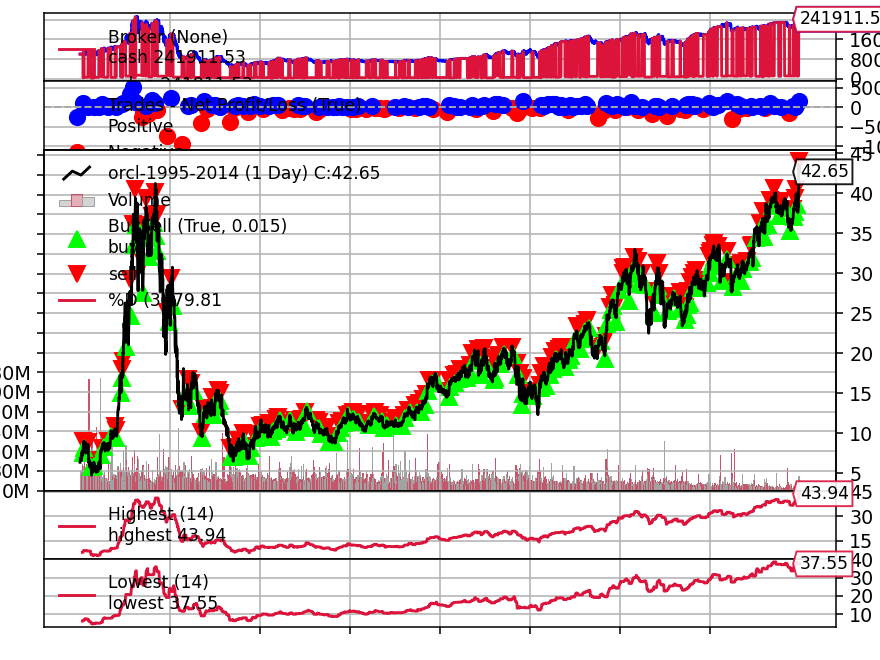 Broker (None)
cash 241911.53
241911.5
160
800
0
Trades - Net Profit/Loss (True)
Positive
500
0
−50
orcl-1995-2014 (1 Day) C:42.65
Volume
BuySell (True, 0.015)
buy
sell
%D (3) 79.81
45
42.65
40
35
30
25
20
15
10
5
0M
Highest (14)
highest 43.94
43.94
45
30
15
Lowest (14)
lowest 37.55
40
37.55
30
20
10